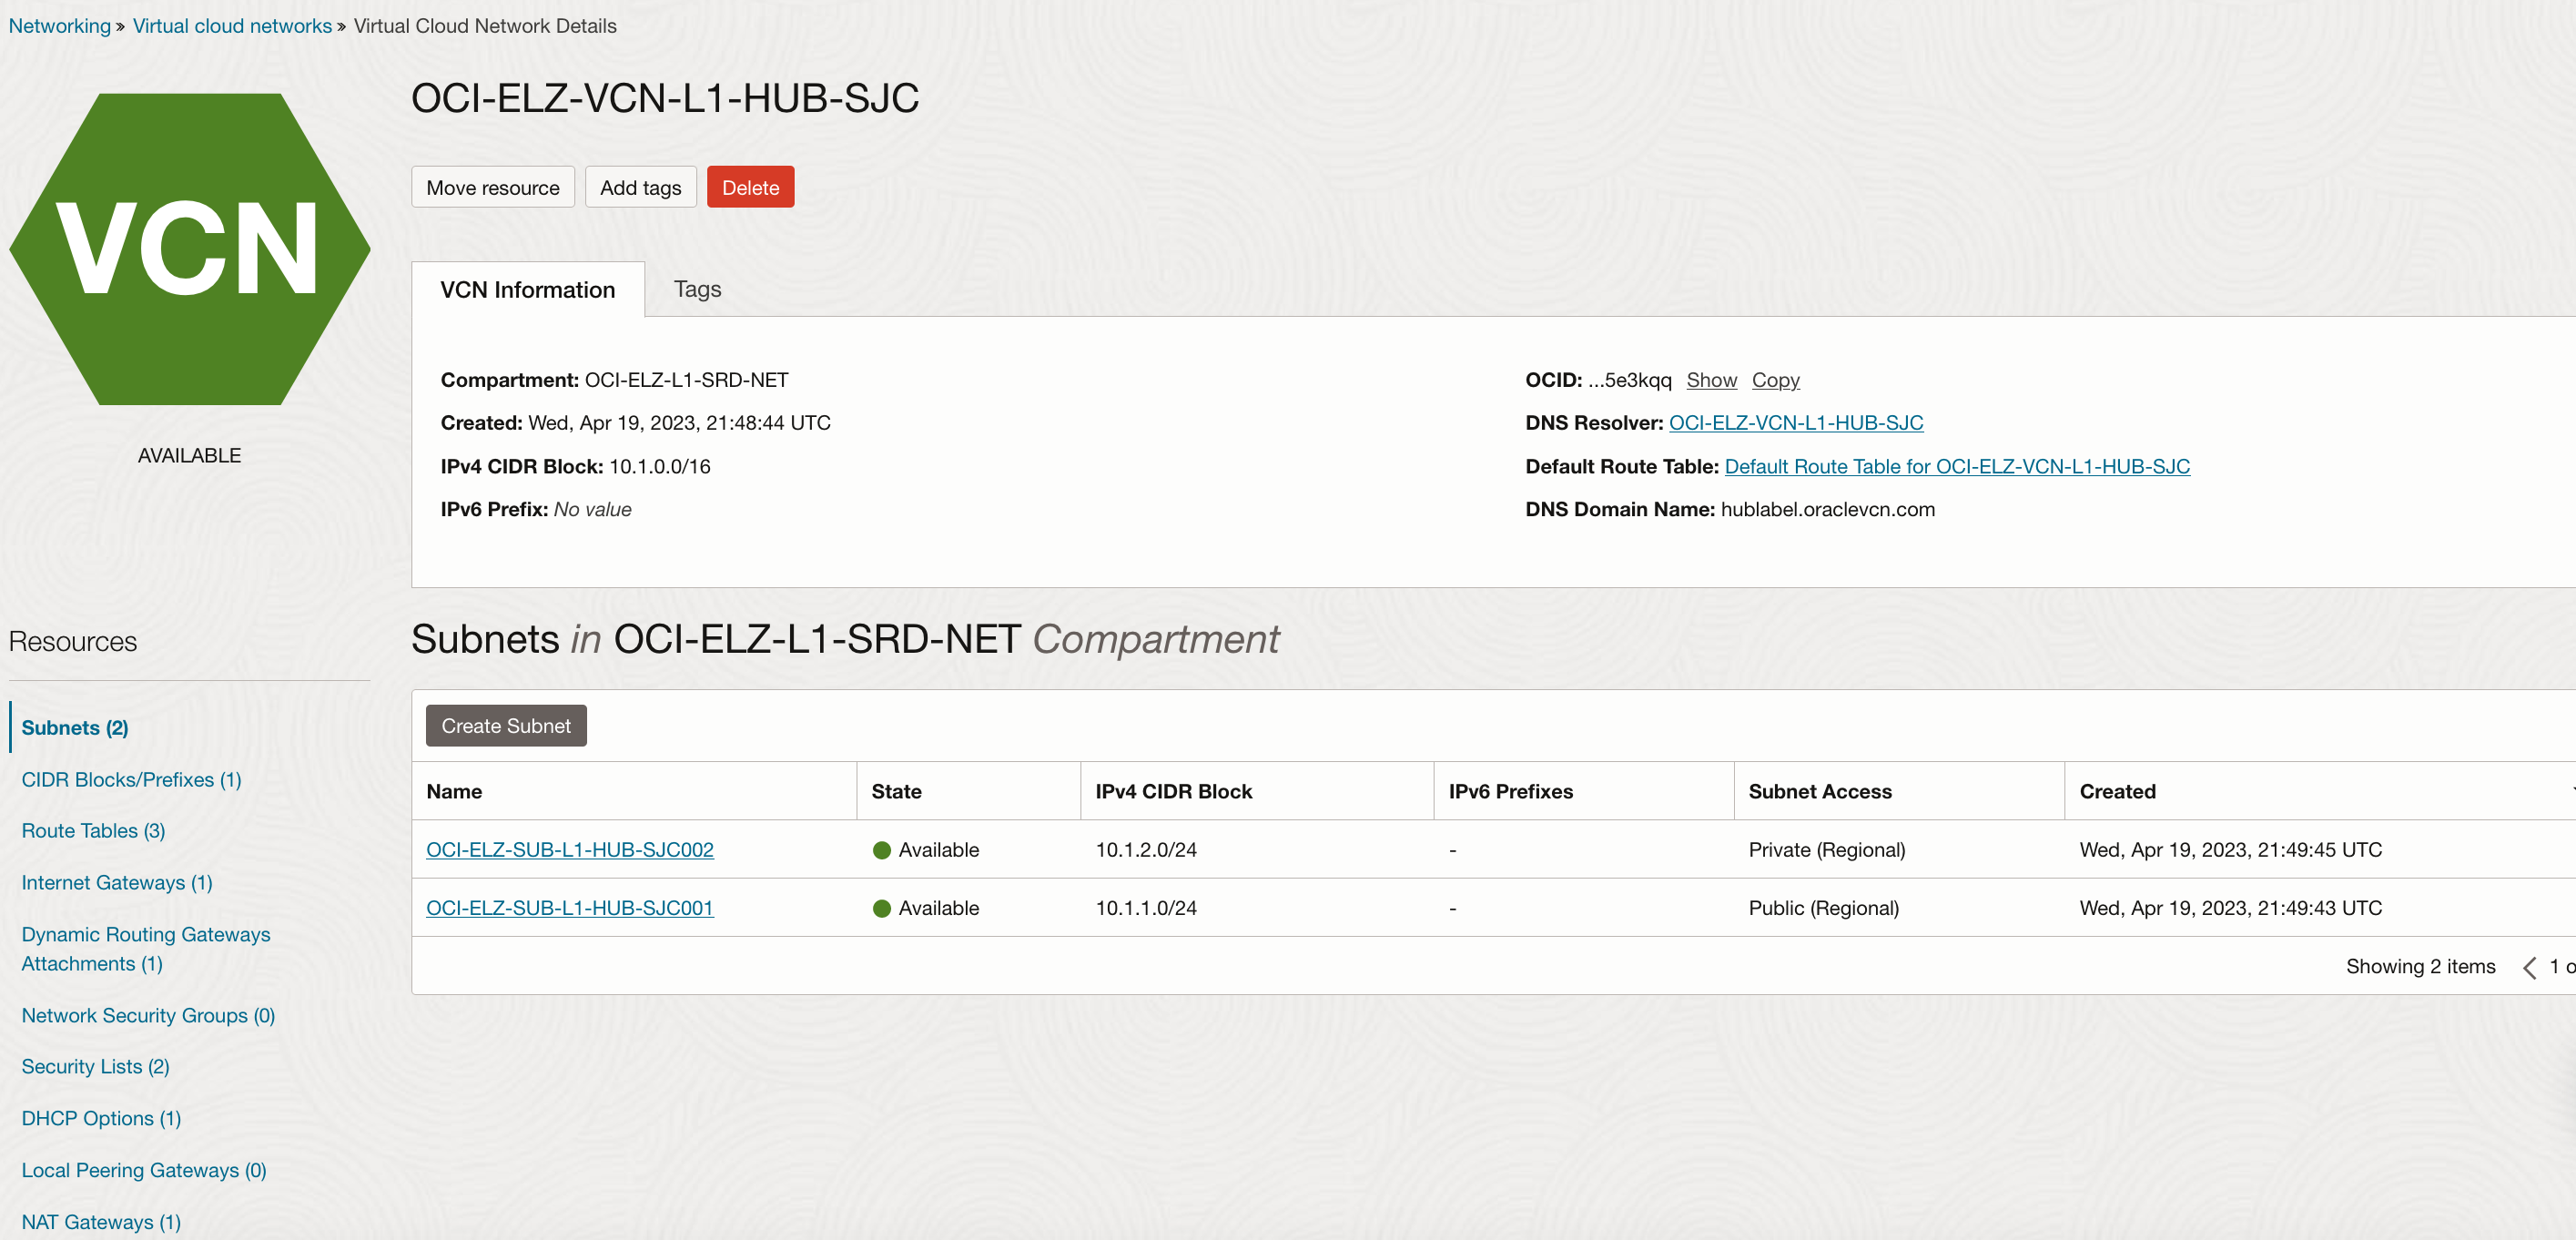 Networking » Virtual cloud networks » Virtual Cloud Network Details
VCN
AVAILABLE
OCI-ELZ-VCN-L1-HUB-SJC
Move resource Add tags Delete
VCN Information Tags
Compartment: OCI-ELZ-L1-SRD-NET
Created: Wed, Apr 19, 2023, 21:48:44 UTC
IPv4 CIDR Block: 10.1.0.0/16
IPv6 Prefix: No value
OCID: ...5e3kqq Show Copy
DNS Resolver: OCI-ELZ-VCN-L1-HUB-SJC
Default Route Table: Default Route Table for OCI-ELZ-VCN-L1-HUB-SJC
DNS Domain Name: hublabel.oraclevcn.com
Resources
Subnets (2)
CIDR Blocks/Prefixes (1)
Route Tables (3)
Internet Gateways (1)
Dynamic Routing Gateways
Attachments (1)
Network Security Groups (0)
Security Lists (2)
DHCP Options (1)
Local Peering Gateways (0)
NAT Gateways (1)
Subnets in OCI-ELZ-L1-SRD-NET Compartment
Create Subnet
Name State IPv4 CIDR Block IPv6 Prefixes Subnet Access Created
OCI-ELZ-SUB-L1-HUB-SJC002 Available 10.1.2.0/24 - Private (Regional) Wed, Apr 19, 2023, 21:49:45 UTC
OCI-ELZ-SUB-L1-HUB-SJC001 Available 10.1.1.0/24 - Public (Regional) Wed, Apr 19, 2023, 21:49:43 UTC
Showing 2 items 1